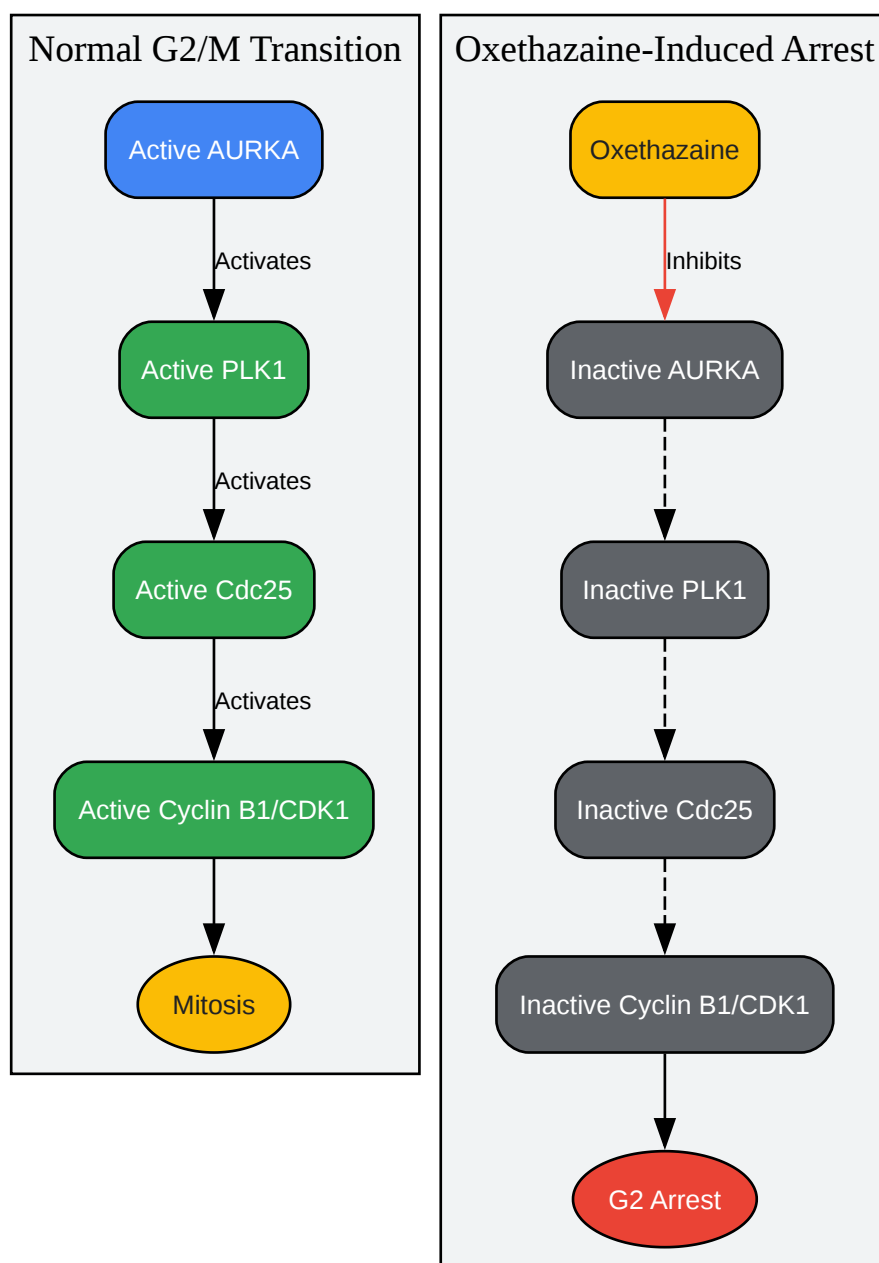 Normal G2/M Transition
Active AURKA
Activates
Active PLK1
Activates
Active Cdc25
Activates
Active Cyclin B1/CDK1
Mitosis
Oxethazaine-Induced Arrest
Oxethazaine
Inhibits
Inactive AURKA
Inactive PLK1
Inactive Cdc25
Inactive Cyclin B1/CDK1
G2 Arrest